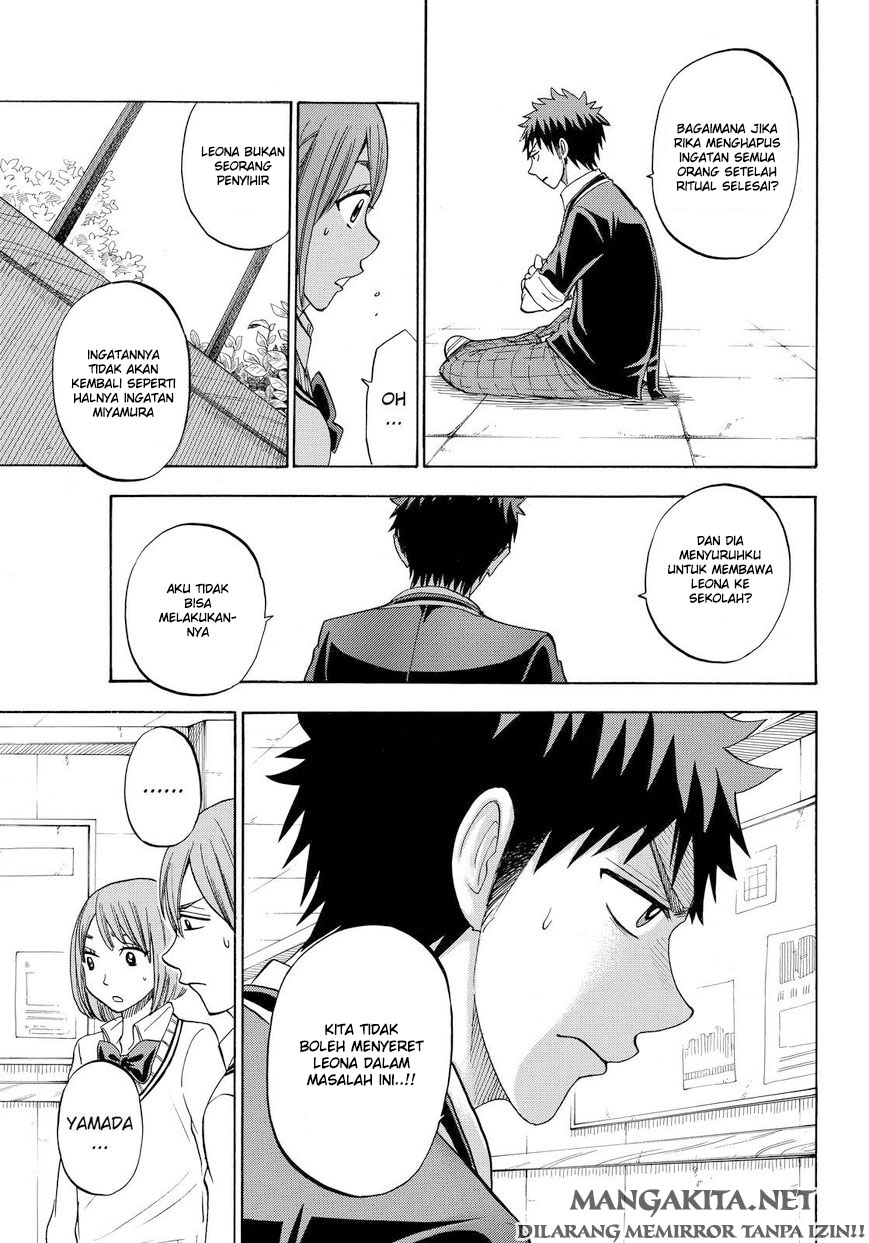 BAGAIMANA JIKA
RIKA MENGHAPUS
INGATAN SEMUA
ORANG SETELAH
RITUAL SELESAI?
OH
...
LEONA BUKAN
SEORANG
PENYIHIR
INGATANNYA
TIDAK AKAN
KEMBALI SEPERTI
HALNYA INGATAN
MIYAMURA
DAN DIA
MENYURUHKU
UNTUK MEMBAWA
LEONA KE
SEKOLAH?
AKU TIDAK
BISA
MELAKUKAN-
NYA
KITA TIDAK
BOLEH MENYERET
LEONA DALAM
MASALAH INI..!!
......
YAMADA
...
MANGAKITA.NET
DILARANG MEMIRROR TANPA IZIN!!